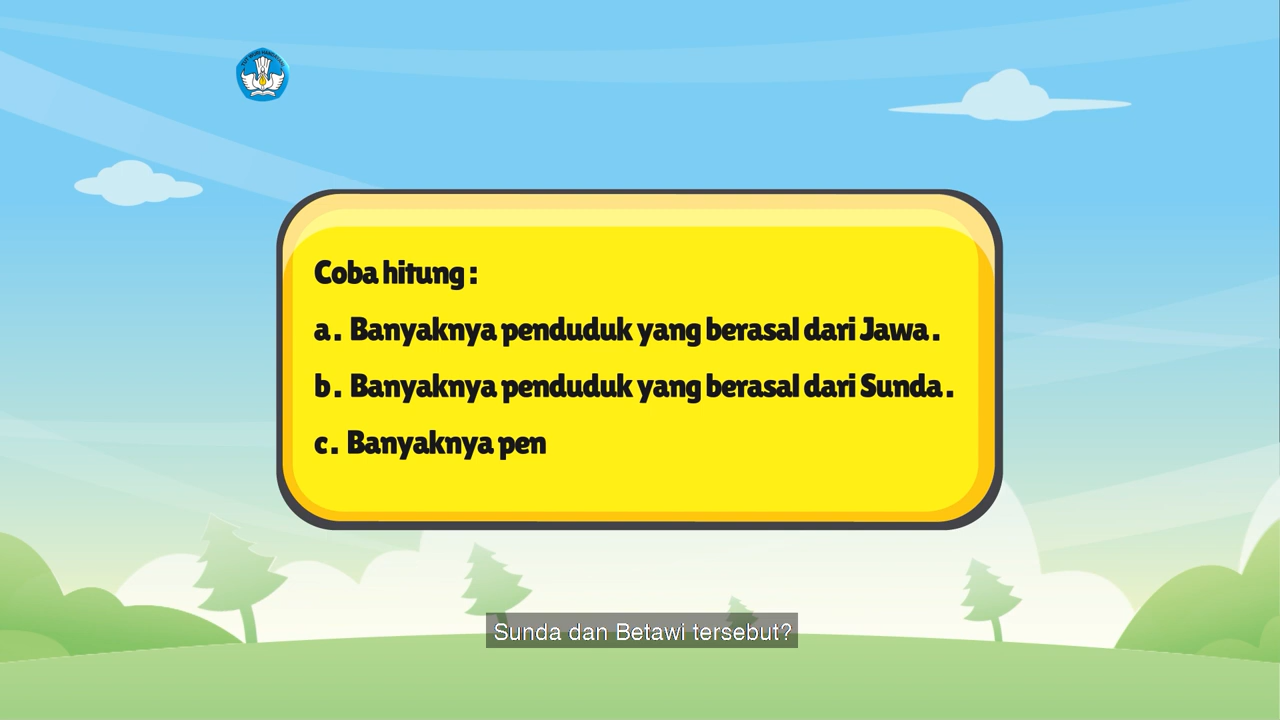 Coba hitung :
a. Banyaknya penduduk yang berasal dari Jawa.
b. Banyaknya penduduk yang berasal dari Sunda.
c. Banyaknya pen
Sunda dan Betawi tersebut?